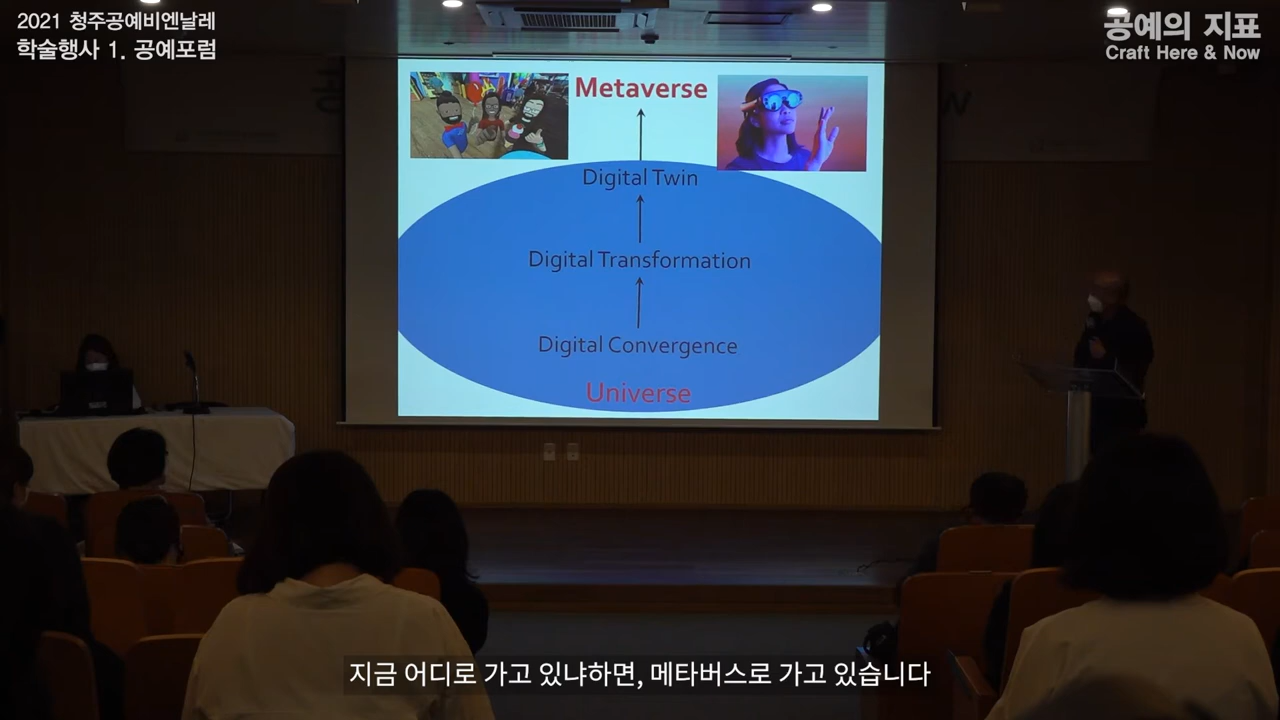 2021 청주공예비엔날레
학술행사 1. 공예포럼
공예의 지표
Craft Here & Now
Metaverse
Digital Twin
Digital Transformation
Digital Convergence
Universe
지금 어디로 가고 있냐하면, 메타버스로 가고 있습니다